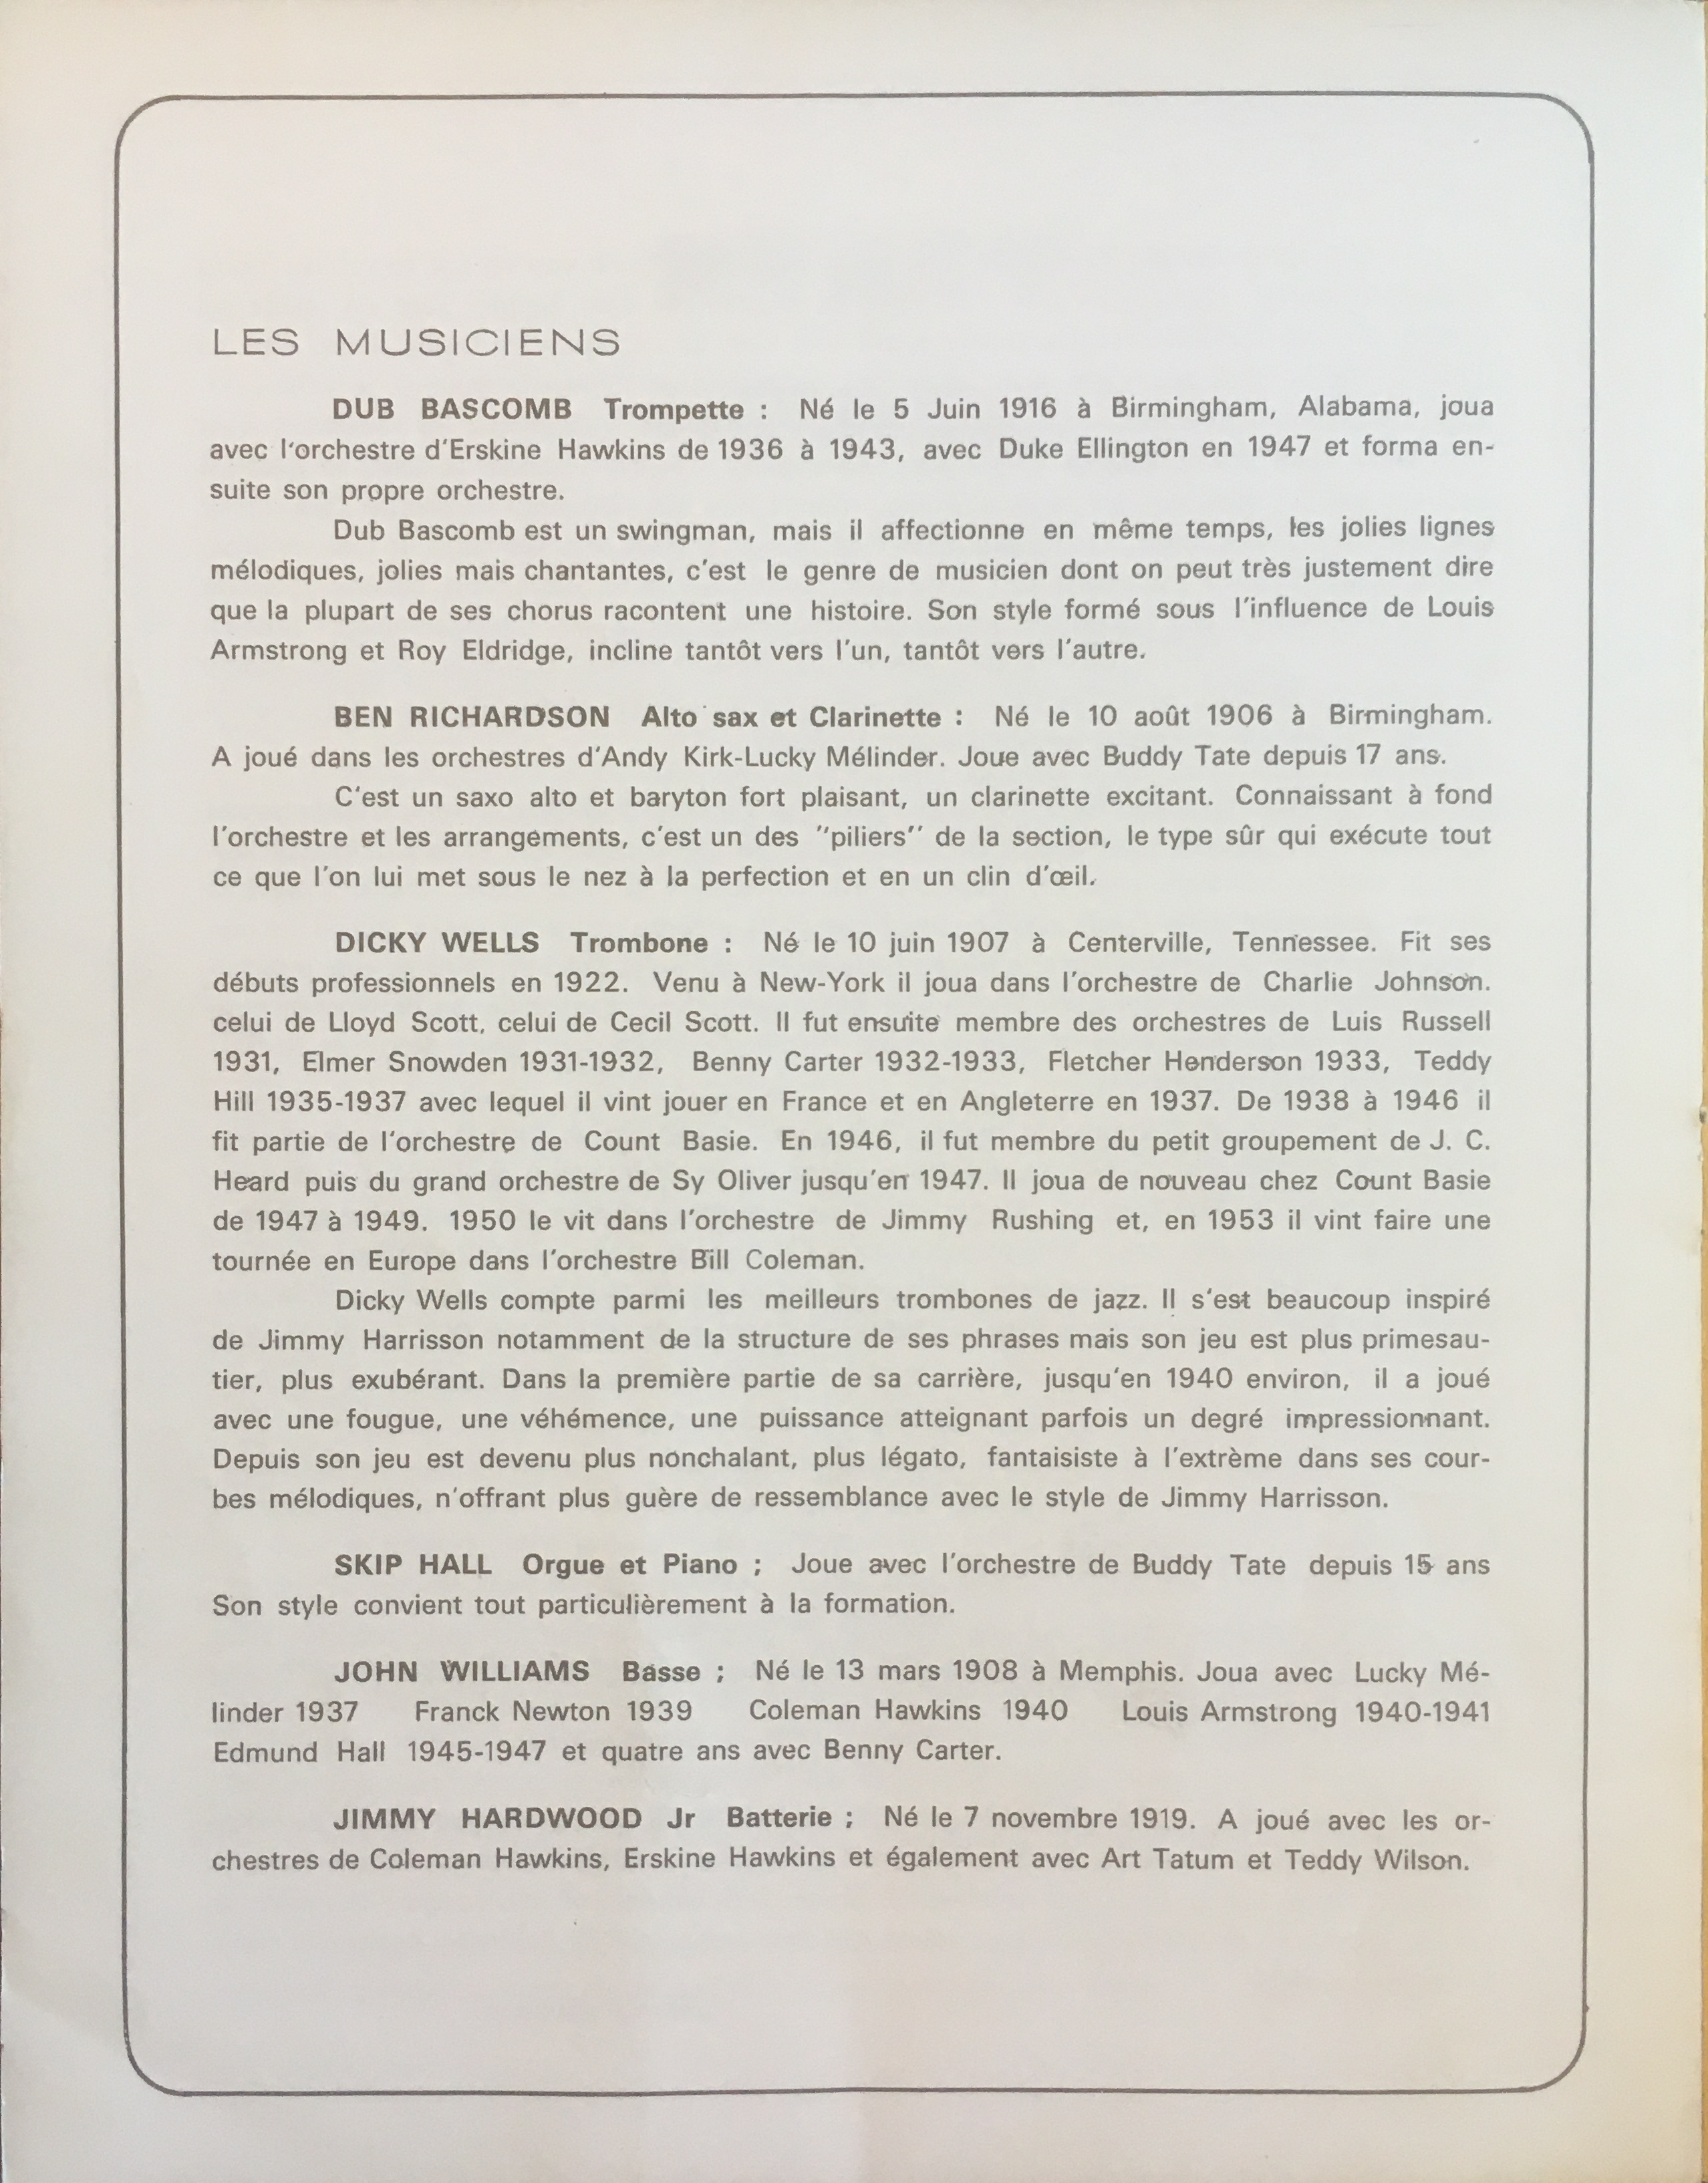 LES MUSICIENS
DUB BASCOMB Trompette : Né le 5 Juin 1916 à Birmingham, Alabama, joua
avec l'orchestre d'Erskine Hawkins de 1936 à 1943, avec Duke Ellington en 1947 et forma en-
suite son propre orchestre.
Dub Bascomb est un swingman, mais il affectionne en même temps, les jolies lignes
mélodiques, jolies mais chantantes, c'est le genre de musicien dont on peut très justement dire
que la plupart de ses chorus racontent une histoire. Son style formé sous l'influence de Louis
Armstrong et Roy Eldridge, incline tantôt vers l'un, tantôt vers l'autre.
BEN RICHARDSON Alto sax et Clarinette : Né le 10 août 1906 à Birmingham.
A joué dans les orchestres d'Andy Kirk-Lucky Mélinder. Joue avec Buddy Tate depuis 17 ans.
C'est un saxo alto et baryton fort plaisant, un clarinette excitant. Connaissant à fond
l'orchestre et les arrangements, c'est un des "piliers" de la section, le type sûr qui exécute tout
ce que l'on lui met sous le nez à la perfection et en un clin d'œil.
DICKY WELLS Trombone : Né le 10 juin 1907 à Centerville, Tennessee. Fit ses
débuts professionnels en 1922. Venu à New-York il joua dans l'orchestre de Charlie Johnson.
celui de Lloyd Scott, celui de Cecil Scott. Il fut ensuite membre des orchestres de Luis Russell
1931, Elmer Snowden 1931-1932, Benny Carter 1932-1933, Fletcher Henderson 1933, Teddy
Hill 1935-1937 avec lequel il vint jouer en France et en Angleterre en 1937. De 1938 à 1946 il
fit partie de l'orchestre de Count Basie. En 1946, il fut membre du petit groupement de J. C.
Heard puis du grand orchestre de Sy Oliver jusqu'en 1947. Il joua de nouveau chez Count Basie
de 1947 à 1949. 1950 le vit dans l'orchestre de Jimmy Rushing et, en 1953 il vint faire une
tournée en Europe dans l'orchestre Bill Coleman.
Dicky Wells compte parmi les meilleurs trombones de jazz. Il s'est beaucoup inspiré
de Jimmy Harrisson notamment de la structure de ses phrases mais son jeu est plus primesau-
tier, plus exubérant. Dans la première partie de sa carrière, jusqu'en 1940 environ, il a joué
avec une fougue, une véhémence, une puissance atteignant parfois un degré impressionnant.
Depuis son jeu est devenu plus nonchalant, plus légato, fantaisiste à l'extrème dans ses cour-
bes mélodiques, n'offrant plus guère de ressemblance avec le style de Jimmy Harrisson.
SKIP HALL Orgue et Piano ; Joue avec l'orchestre de Buddy Tate depuis 15 ans
Son style convient tout particulièrement à la formation.
JOHN WILLIAMS Basse ; Né le 13 mars 1908 à Memphis. Joua avec Lucky Mé-
linder 1937 Franck Newton 1939 Coleman Hawkins 1940 Louis Armstrong 1940-1941
Edmund Hall 1945-1947 et quatre ans avec Benny Carter.
JIMMY HARDWOOD Jr Batterie ; Né le 7 novembre 1919. A joué avec les or-
chestres de Coleman Hawkins, Erskine Hawkins et également avec Art Tatum et Teddy Wilson.